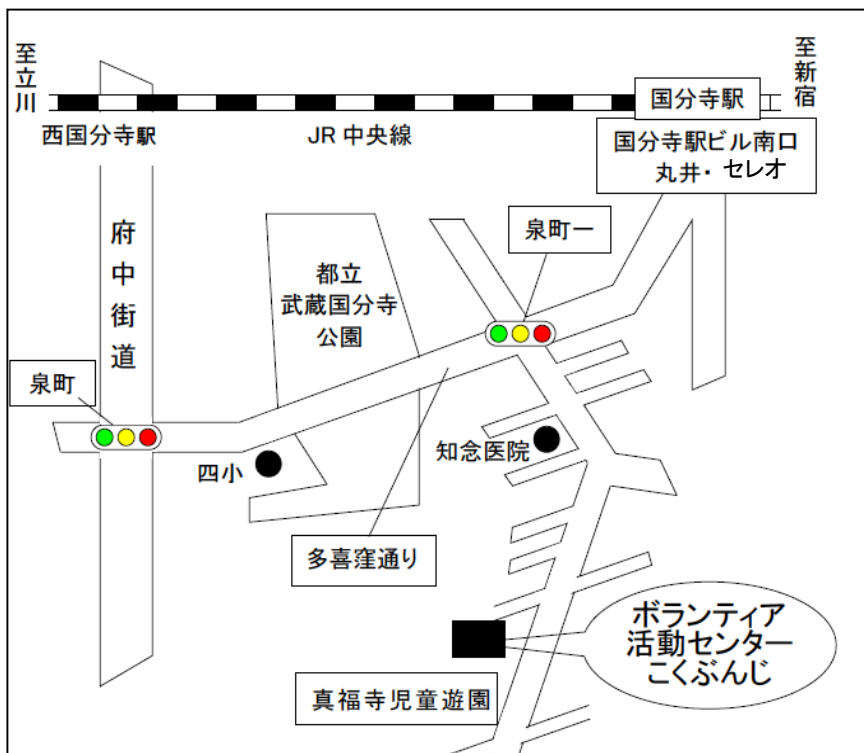 至立川
至新宿
国分寺駅
西国分寺駅
JR中央線
国分寺駅ビル南口
丸井・セレオ
府中街道
泉町一
都立
武蔵国分寺
公園
泉町
知念医院
四小
多喜窪通り
ボランティア
活動センター
こくぶんじ
真福寺児童遊園